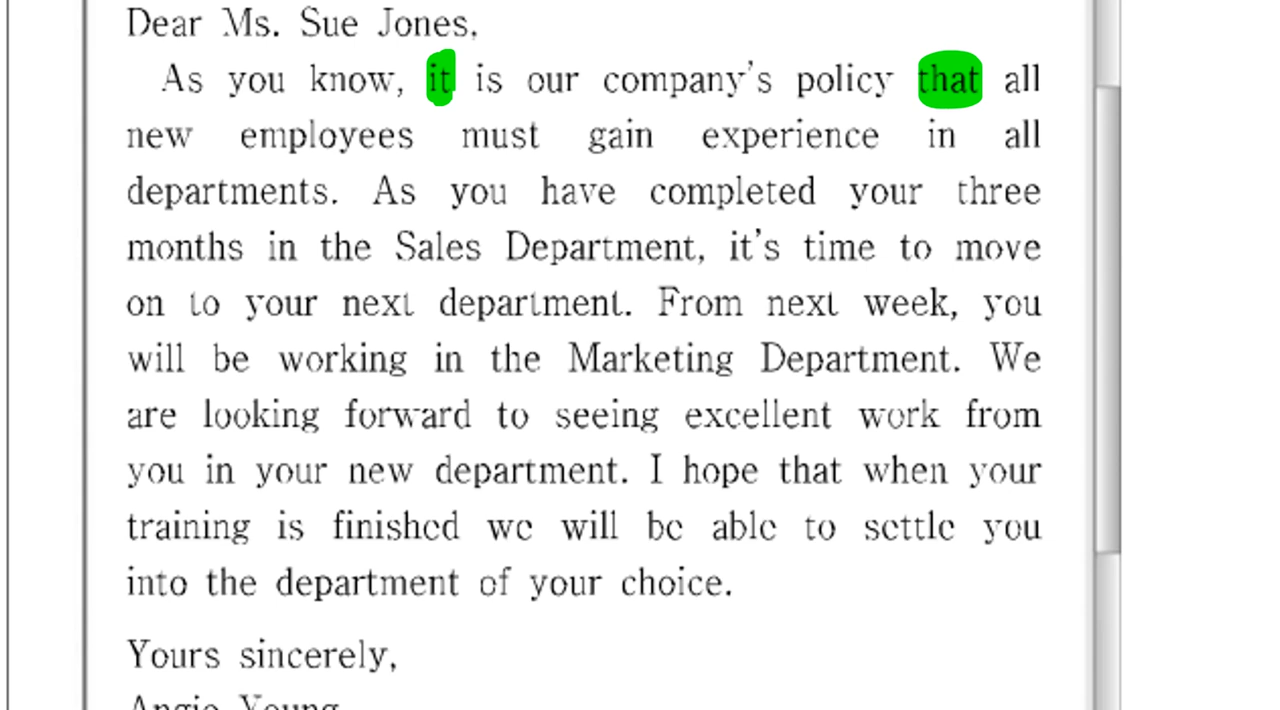 Dear Ms. Sue Jones,
As you know, it is our company's policy that all
new employees must gain experience in all
departments. As you have completed your three
months in the Sales Department, it's time to move
on to your next department. From next week, you
will be working in the Marketing Department. We
are looking forward to seeing excellent work from
you in your new department. I hope that when your
training is finished we will be able to settle you
into the department of your choice.
Yours sincerely,
Angie Young